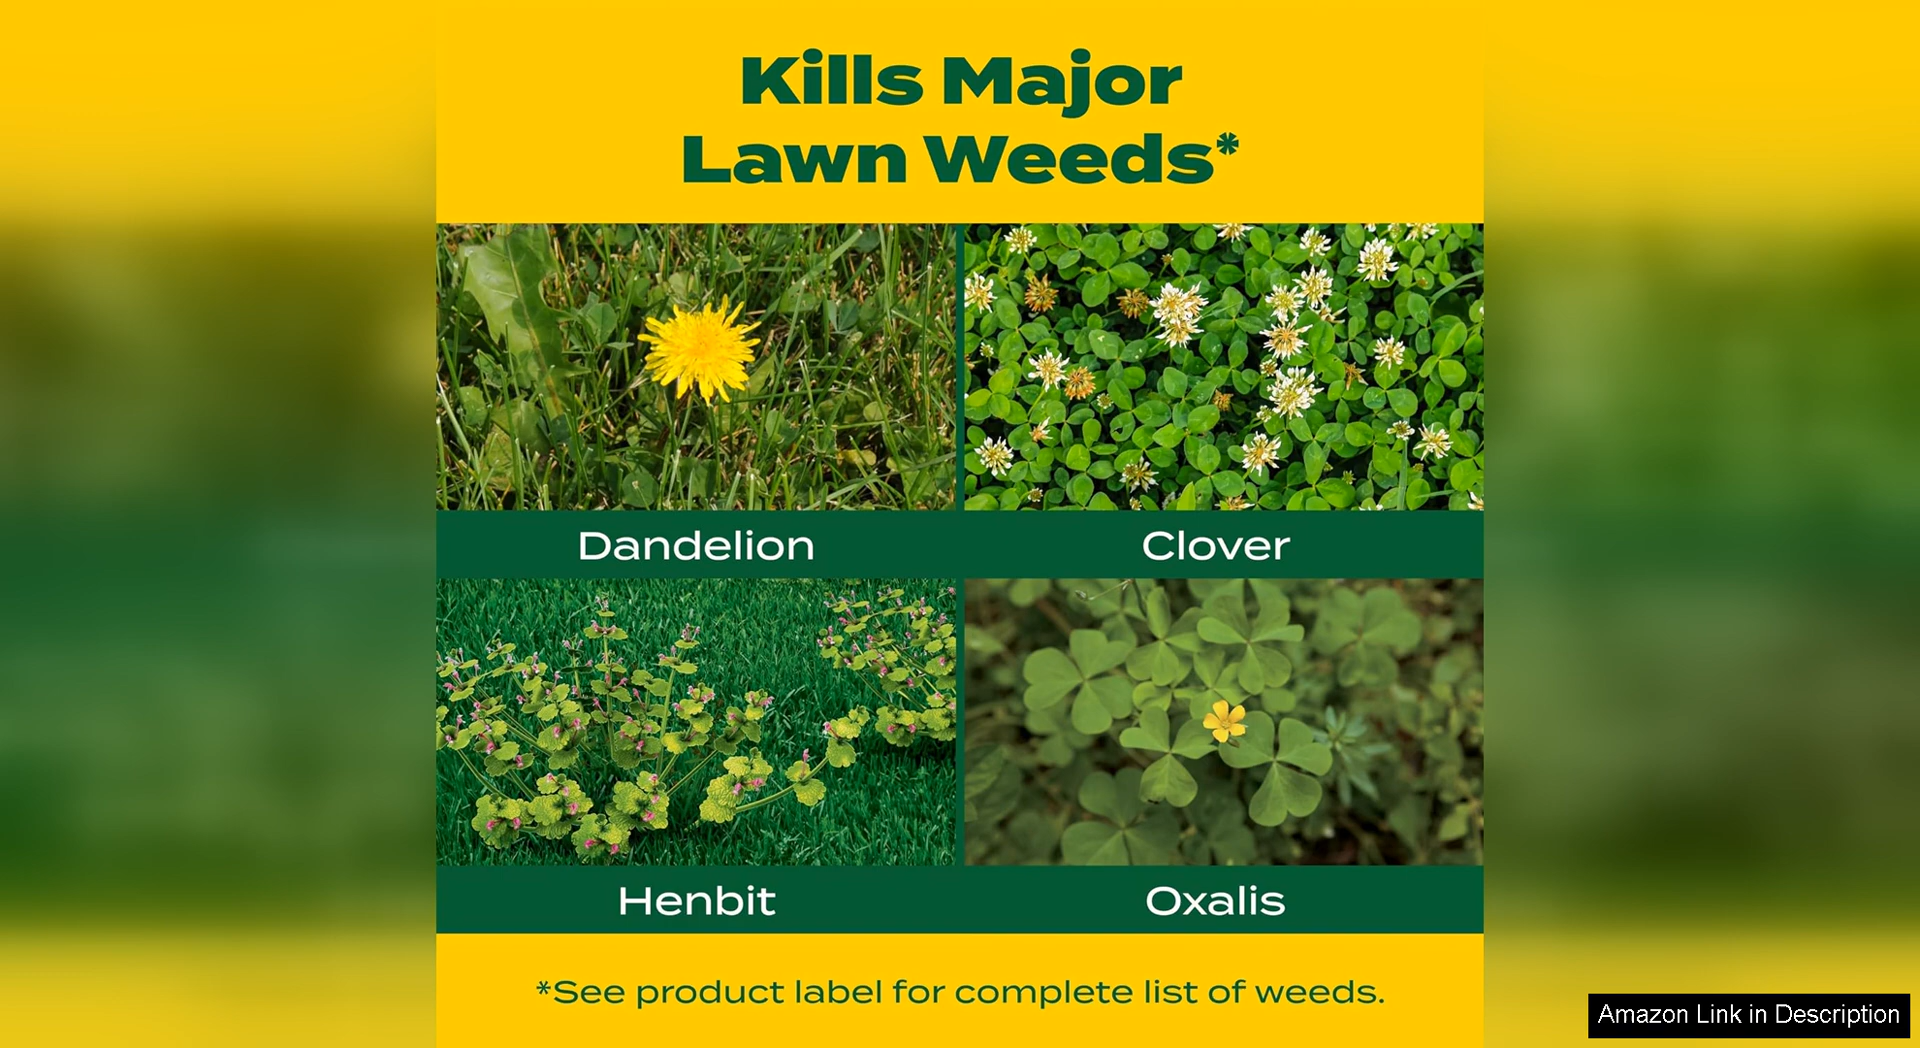 Kills Major
Lawn Weeds*
Dandelion
Clover
Henbit
Oxalis
*See product label for complete list of weeds.
Amazon Link in Description